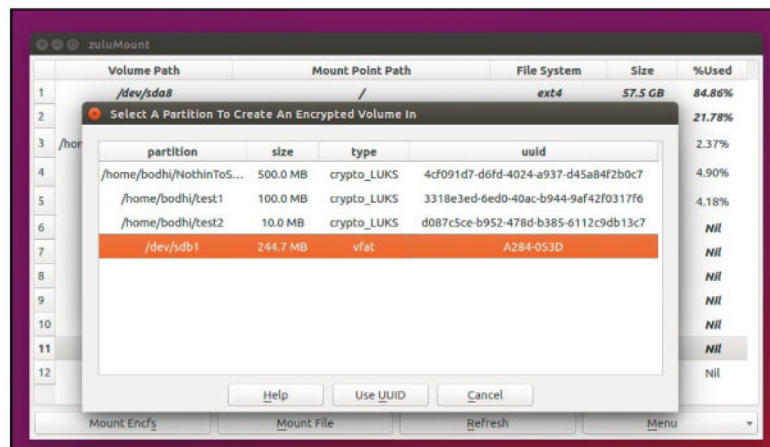 zuluMount
Volume Path Mount Point Path File System Size %Used
1 /dev/sda8 / ext4 57.5 GB 84.86%
2 21.78%
Select A Partition To Create An Encrypted Volume In
3 /hor 2.37%
partition size type uuid
/home/bodhi/NothinToS... 500.0 MB crypto_LUKS 4cf091d7-d6fd-4024-a937-d45a84f2b0c7
4 4.90%
/home/bodhi/test1 100.0 MB crypto_LUKS 3318e3ed-6ed0-40ac-b944-9af42f0317f6
5 4.18%
/home/bodhi/test2 10.0 MB crypto_LUKS d087c5ce-b952-478d-b385-6112c9db13c7
6 Nil
/dev/sdb1 244.7 MB vfat A284-053D
7 Nil
8 Nil
9 Nil
10 Nil
11 Nil
12 Nil
Help Use UUID Cancel
Mount Encfs Mount File Refresh Menu